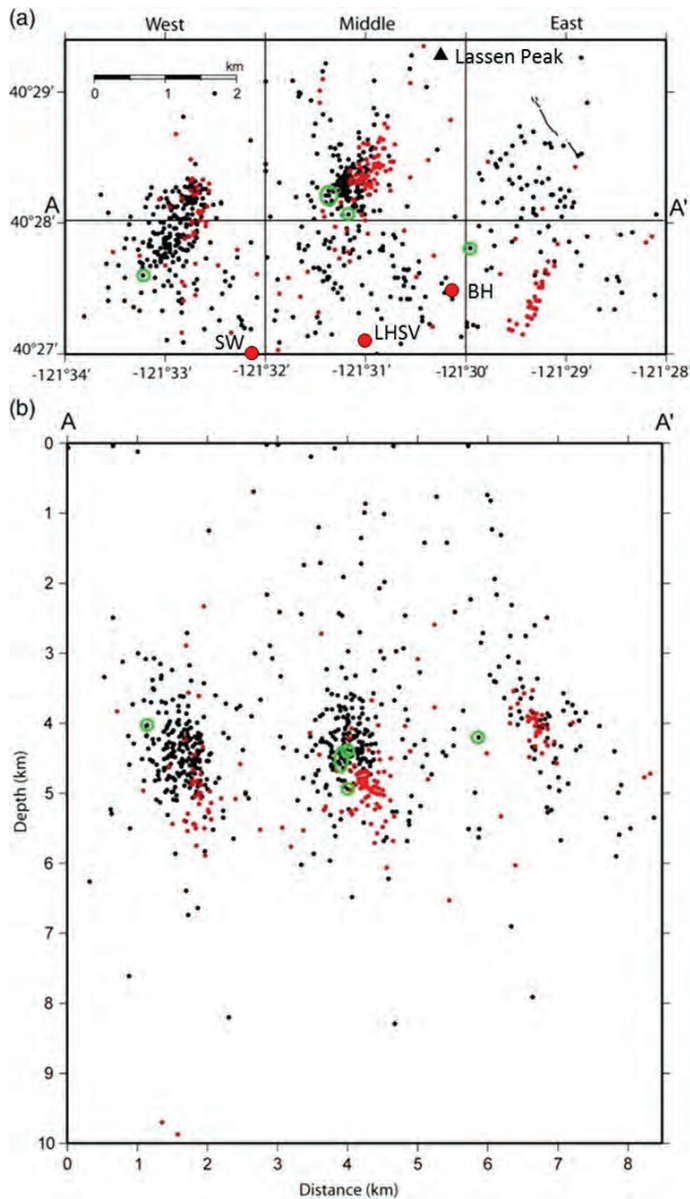 (a)
West Middle East
km
0 1 2
Lassen Peak
40°29'
A 40°28' A'
BH
LHSV
SW
40°27'
-121°34' -121°33' -121°32' -121°31' -121°30' -121°29' -121°28'
(b)
A A'
0
1
2
3
4
Depth (km)
5
6
7
8
9
10
0 1 2 3 4 5 6 7 8
Distance (km)